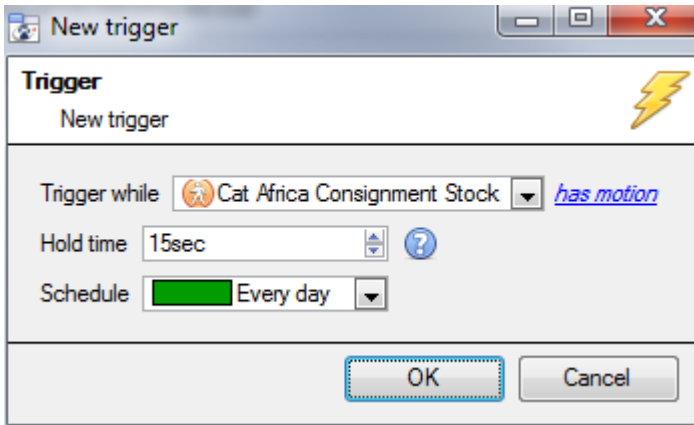 New trigger
Trigger
New trigger
Trigger while Cat Africa Consignment Stock has motion
Hold time 15sec ?
Schedule Every day
OK Cancel